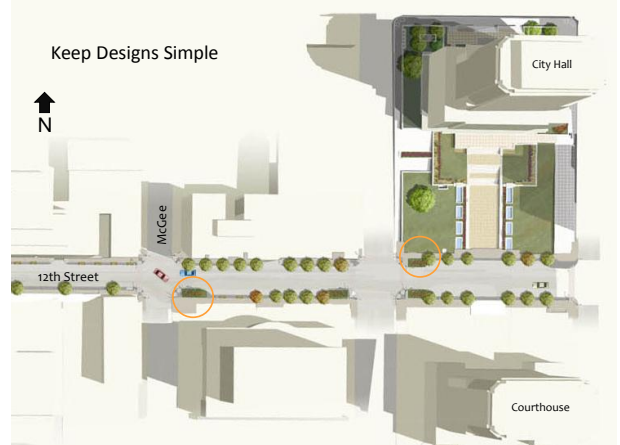 Keep Designs Simple
City Hall
N
McGee
12th Street
Courthouse